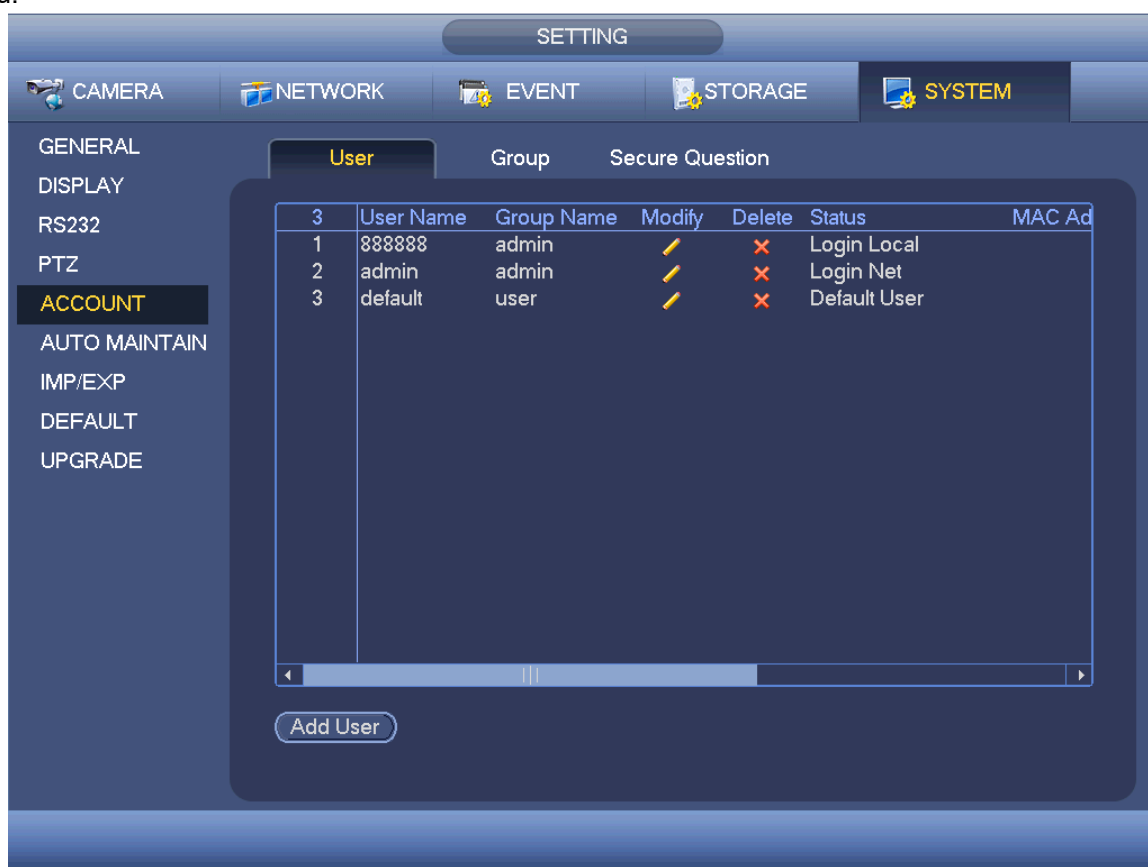 SETTING
CAMERA NETWORK EVENT STORAGE SYSTEM
GENERAL
DISPLAY
RS232
PTZ
ACCOUNT
AUTO MAINTAIN
IMP/EXP
DEFAULT
UPGRADE
User Group Secure Question
3 User Name Group Name Modify Delete Status MAC Ad
1 888888 admin Login Local
2 admin admin Login Net
3 default user Default User
Add User